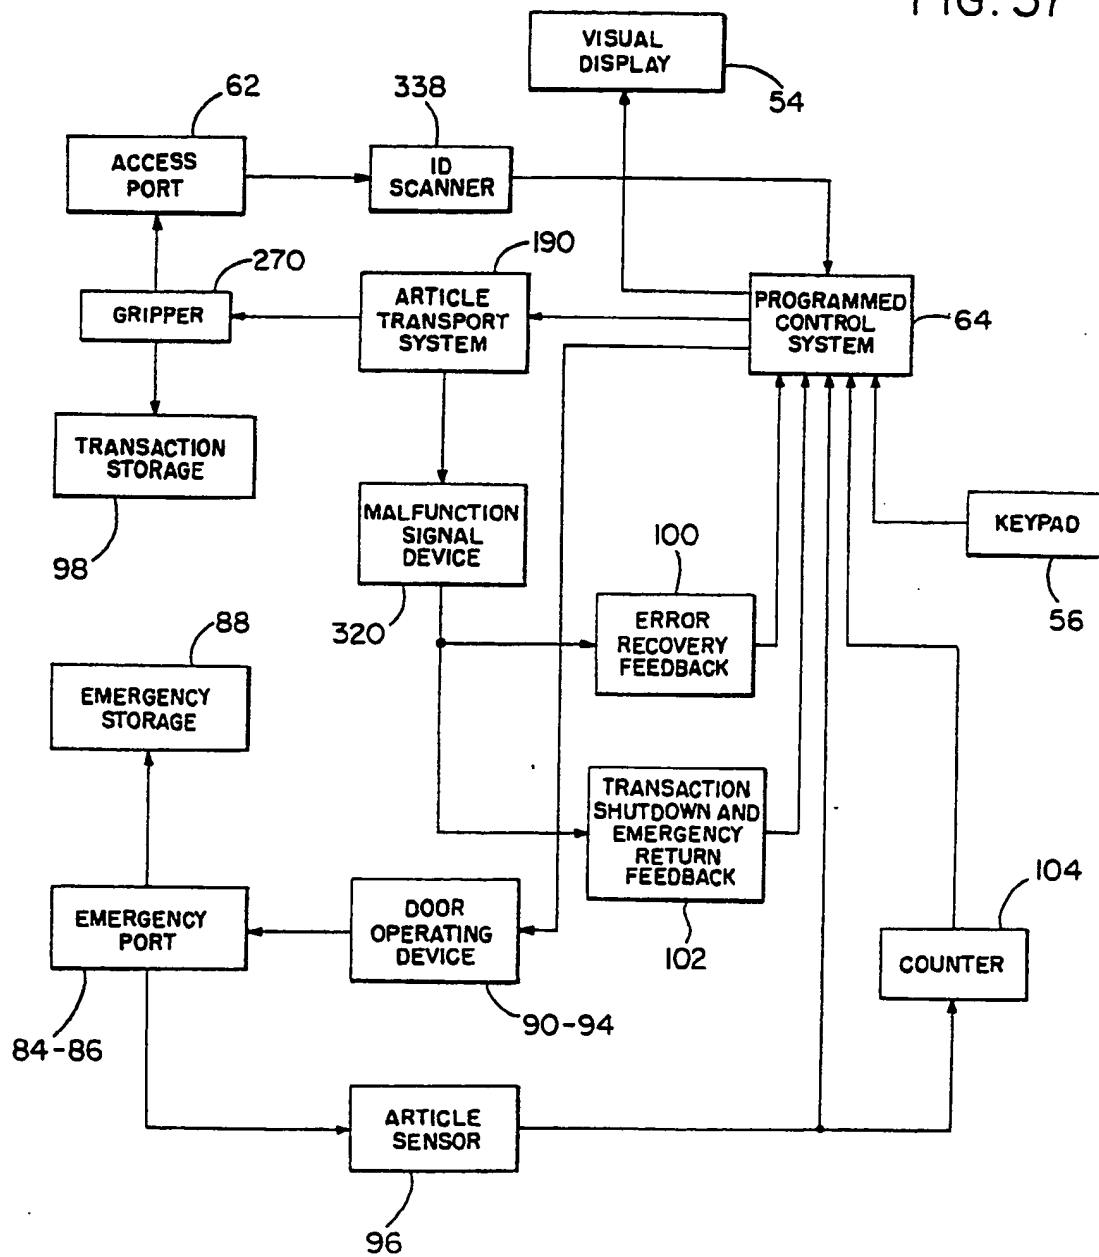 FIG. 37
VISUAL
DISPLAY
54
62
338
ACCESS
PORT
ID
SCANNER
190
270
ARTICLE
TRANSPORT
SYSTEM
GRIPPER
PROGRAMMED
CONTROL
SYSTEM
64
TRANSACTION
STORAGE
98
MALFUNCTION
SIGNAL
DEVICE
320
KEYPAD
56
100
ERROR
RECOVERY
FEEDBACK
88
EMERGENCY
STORAGE
TRANSACTION
SHUTDOWN AND
EMERGENCY
RETURN
FEEDBACK
102
104
COUNTER
EMERGENCY
PORT
84-86
DOOR
OPERATING
DEVICE
90-94
ARTICLE
SENSOR
96